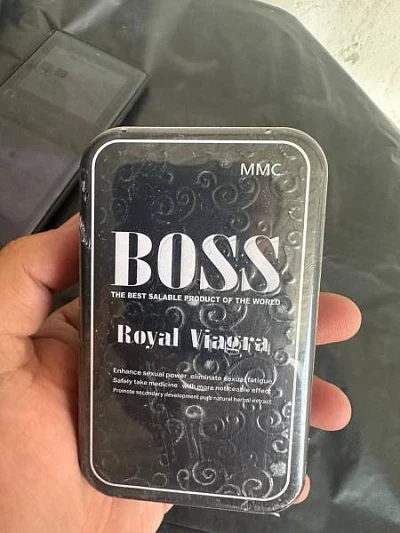 MMC
BOSS
THE BEST SALABLE PRODUCT OF THE WORLD
Royal Viagra
Enhance sexual power eliminate sexual fatigue
Safely take medicine with more noticeable effect
Promote secondary development pure natural herbal extract